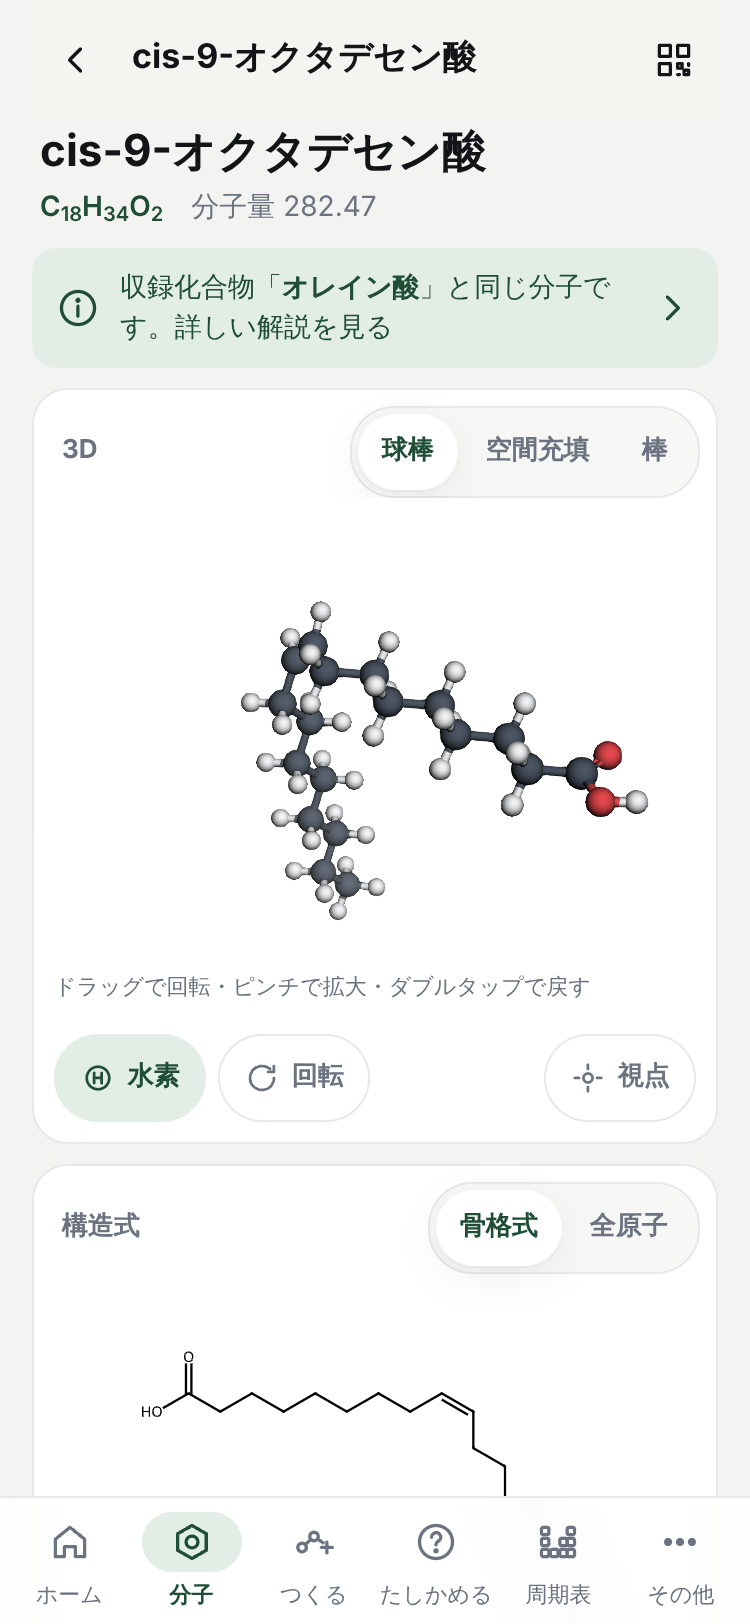 cis-9-オクタデセン酸
cis-9-オクタデセン酸
C₁₈H₃₄O₂ 分子量 282.47
収録化合物「オレイン酸」と同じ分子で
す。詳しい解説を見る
3D 球棒 空間充填 棒
ドラッグで回転・ピンチで拡大・ダブルタップで戻す
H 水素 回転 視点
構造式 骨格式 全原子
O
HO
ホーム 分子 つくる たしかめる 周期表 その他